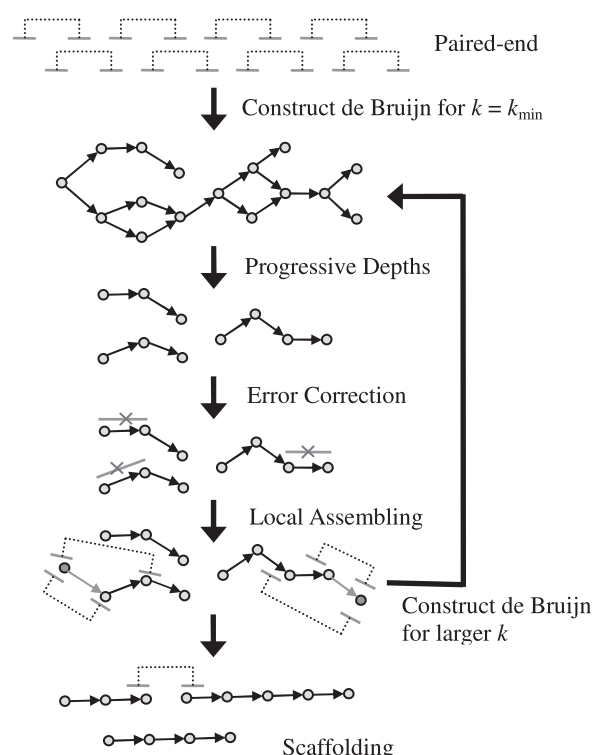 Paired-end
Construct de Bruijn for k = kmin
Progressive Depths
Error Correction
Local Assembling
Construct de Bruijn
for larger k
Scaffolding